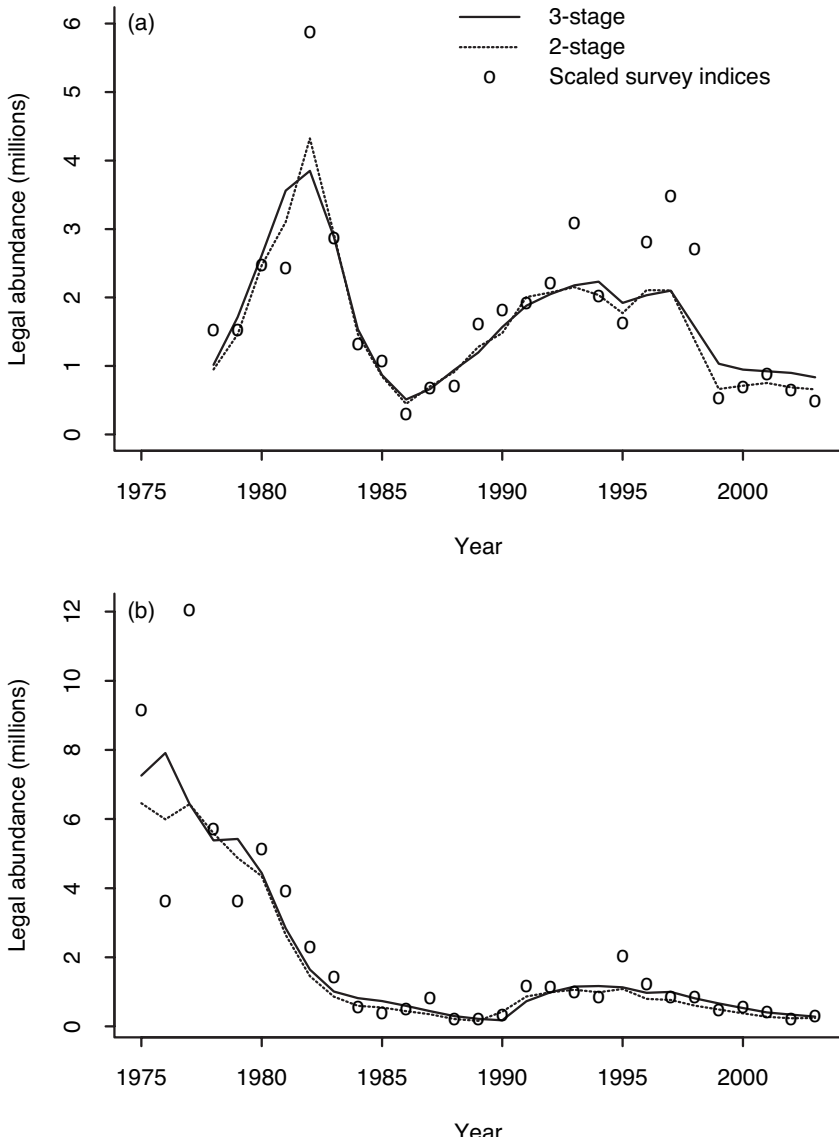 (a)
3-stage
2-stage
o Scaled survey indices
6
5
4
3
2
1
0
Legal abundance (millions)
1975 1980 1985 1990 1995 2000
Year
(b)
12
10
8
6
4
2
0
Legal abundance (millions)
1975 1980 1985 1990 1995 2000
Year